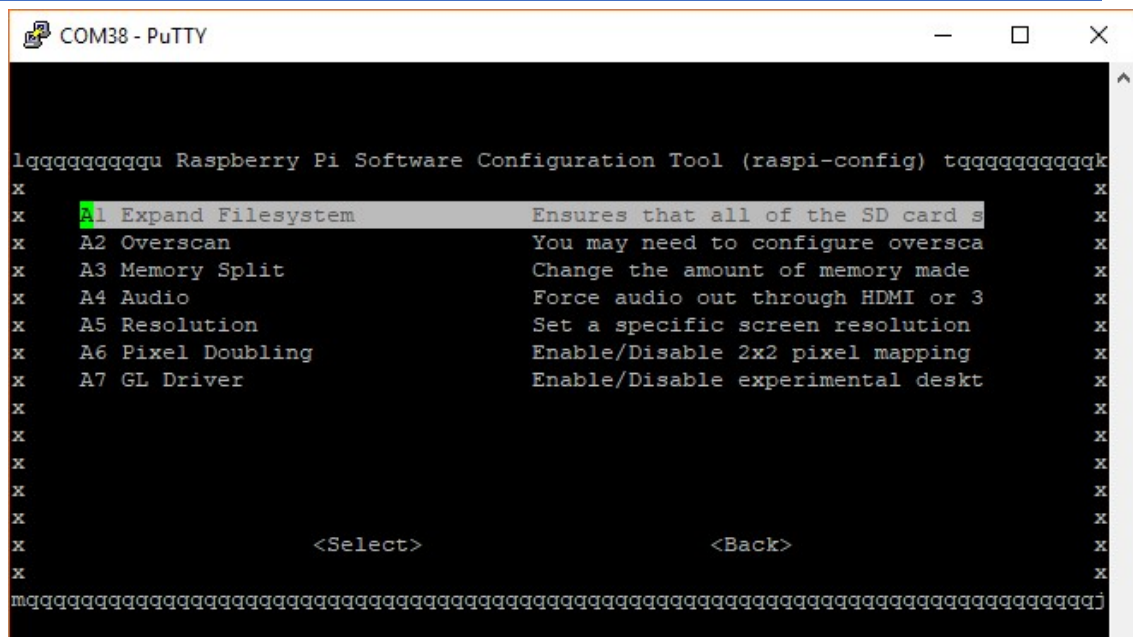 COM38 - PuTTY
lqqqqqqqqqu Raspberry Pi Software Configuration Tool (raspi-config) tqqqqqqqqqk
x x
x A1 Expand Filesystem Ensures that all of the SD card s x
x A2 Overscan You may need to configure oversca x
x A3 Memory Split Change the amount of memory made x
x A4 Audio Force audio out through HDMI or 3 x
x A5 Resolution Set a specific screen resolution x
x A6 Pixel Doubling Enable/Disable 2x2 pixel mapping x
x A7 GL Driver Enable/Disable experimental deskt x
x x
x x
x x
x x
x x
x <Select> <Back> x
x x
mqqqqqqqqqqqqqqqqqqqqqqqqqqqqqqqqqqqqqqqqqqqqqqqqqqqqqqqqqqqqqqqqqqqqqqqqqqqqqqj